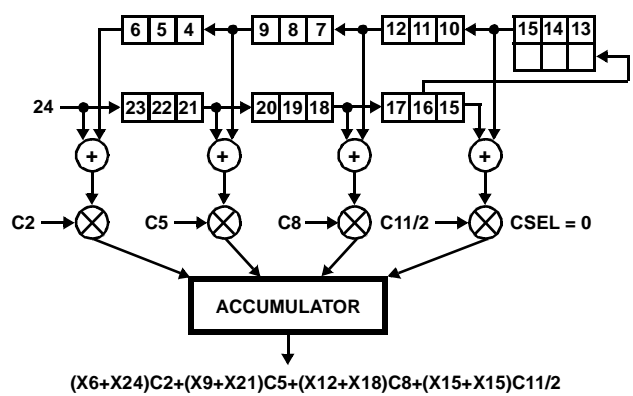 6 5 4 9 8 7 12 11 10 15 14 13
24 23 22 21 20 19 18 17 16 15
+ + + +
C2 C5 C8 C11/2 CSEL = 0
ACCUMULATOR
(X6+X24)C2+(X9+X21)C5+(X12+X18)C8+(X15+X15)C11/2